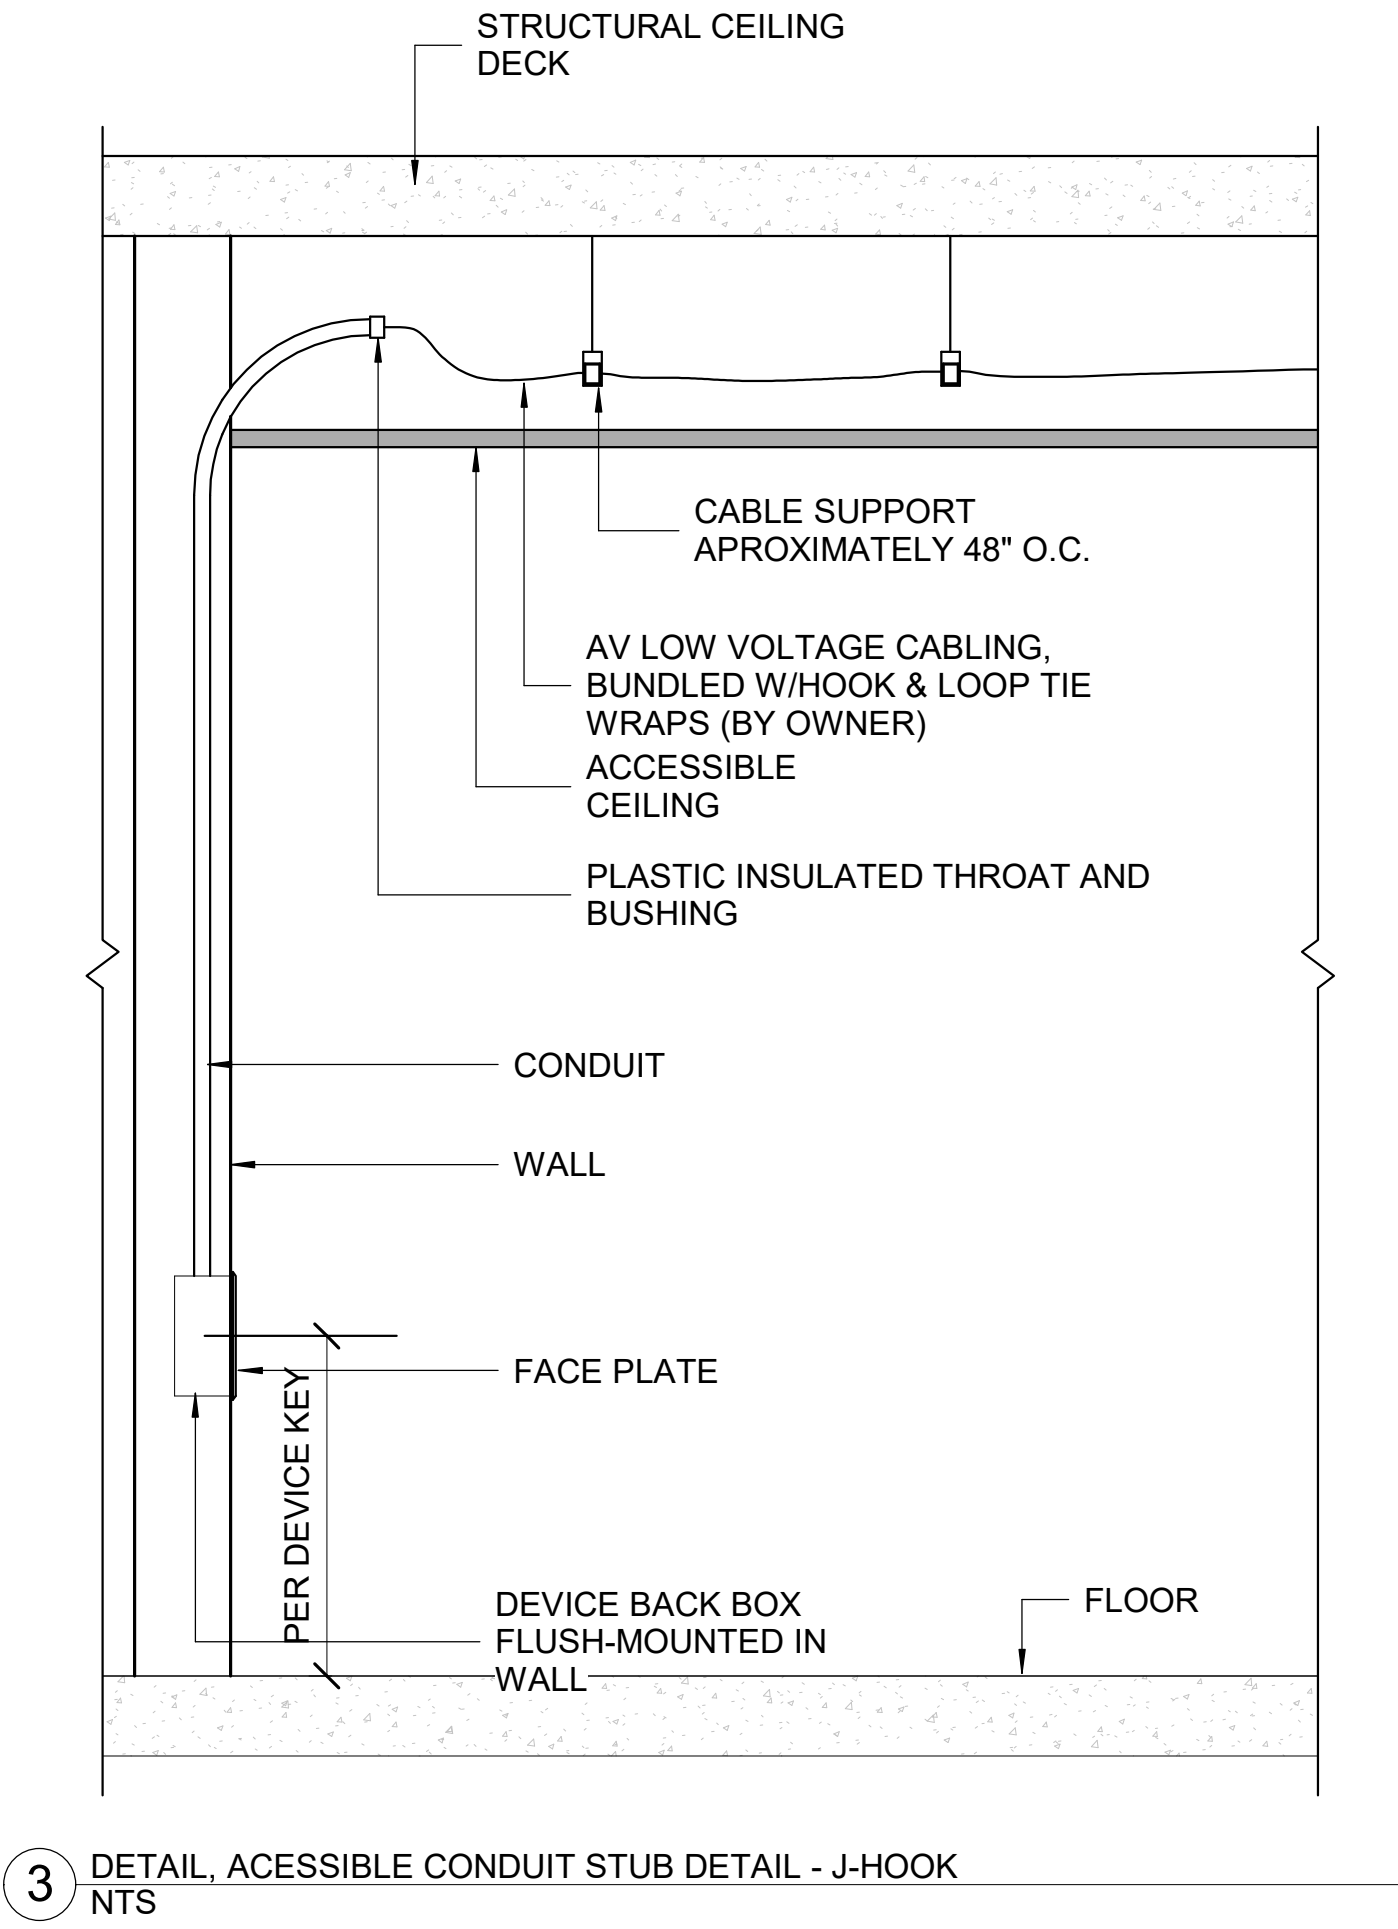 STRUCTURAL CEILING
DECK
CABLE SUPPORT
APROXIMATELY 48" O.C.
AV LOW VOLTAGE CABLING,
BUNDLED W/HOOK & LOOP TIE
WRAPS (BY OWNER)
ACCESSIBLE
CEILING
PLASTIC INSULATED THROAT AND
BUSHING
CONDUIT
WALL
FACE PLATE
PER DEVICE KEY
DEVICE BACK BOX
FLUSH-MOUNTED IN
WALL
FLOOR
3
DETAIL, ACESSIBLE CONDUIT STUB DETAIL - J-HOOK
NTS